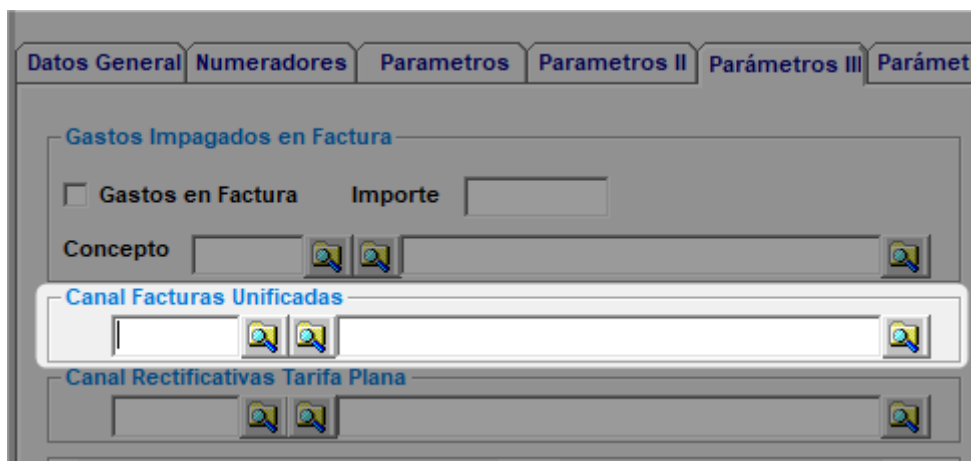 Datos General Numeradores Parametros Parametros II Parámetros III Parámet
Gastos Impagados en Factura
Gastos en Factura Importe
Concepto
Canal Facturas Unificadas
Canal Rectificativas Tarifa Plana